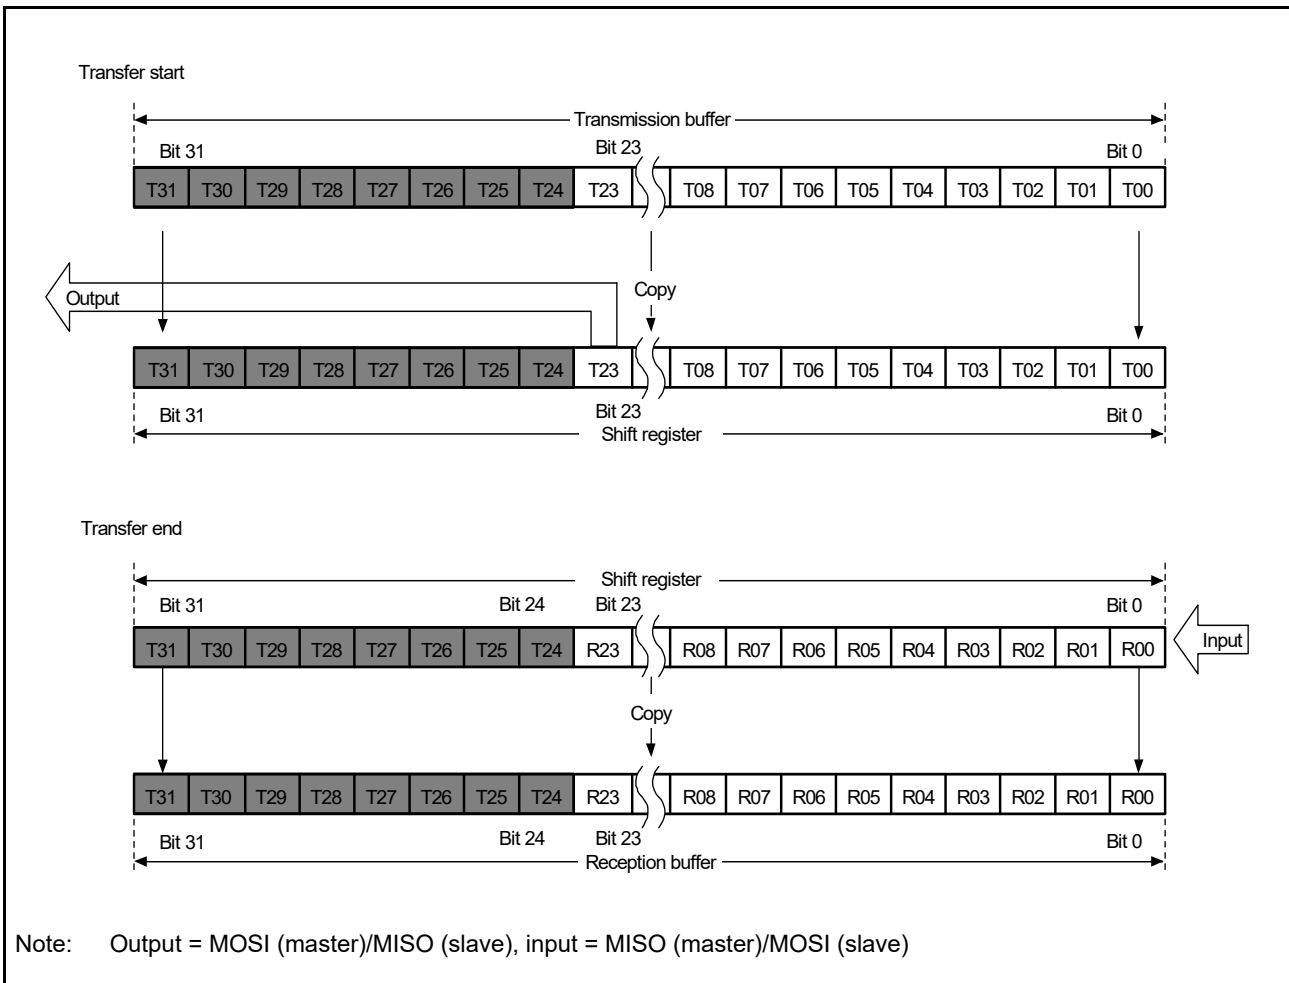 Transfer start
Transmission buffer
Bit 31 Bit 23 Bit 0
T31 T30 T29 T28 T27 T26 T25 T24 T23 T08 T07 T06 T05 T04 T03 T02 T01 T00
Output Copy
T31 T30 T29 T28 T27 T26 T25 T24 T23 T08 T07 T06 T05 T04 T03 T02 T01 T00
Bit 31 Bit 23 Bit 0
Shift register
Transfer end
Shift register
Bit 31 Bit 24 Bit 23 Bit 0
T31 T30 T29 T28 T27 T26 T25 T24 R23 R08 R07 R06 R05 R04 R03 R02 R01 R00 Input
Copy
T31 T30 T29 T28 T27 T26 T25 T24 R23 R08 R07 R06 R05 R04 R03 R02 R01 R00
Bit 31 Bit 24 Bit 23 Bit 0
Reception buffer
Note: Output = MOSI (master)/MISO (slave), input = MISO (master)/MOSI (slave)